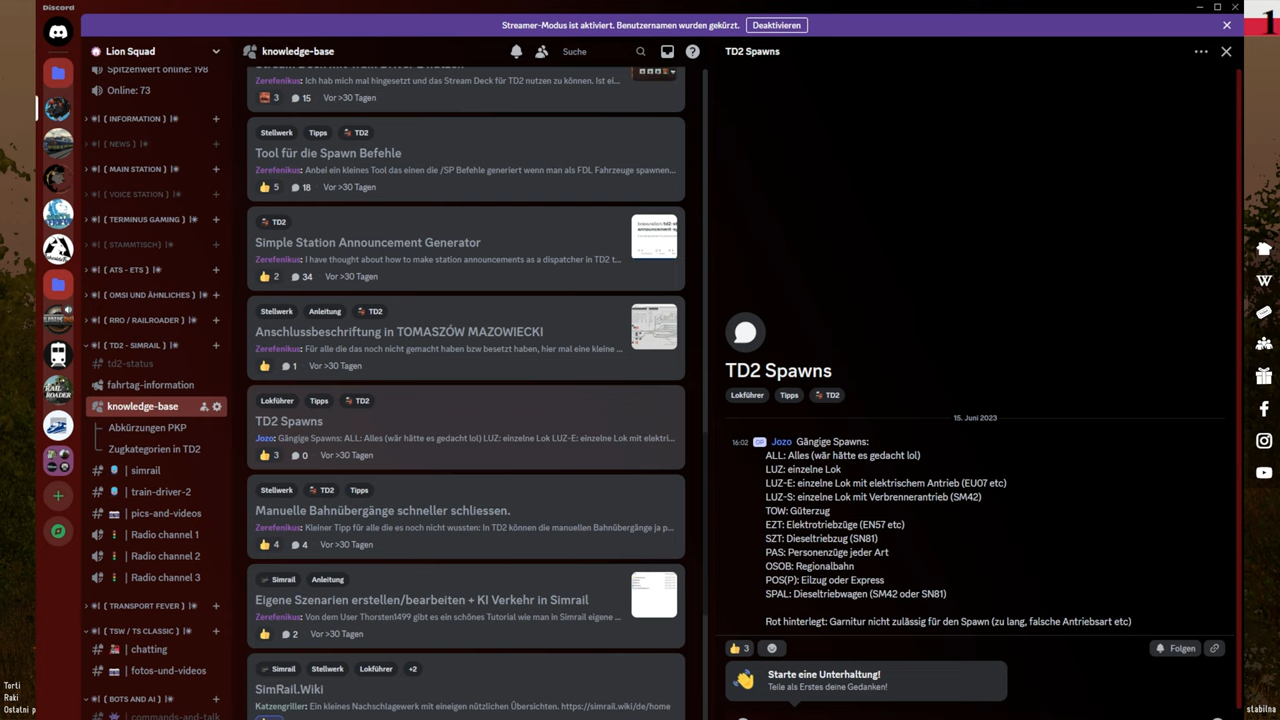 Discord
Streamer-Modus ist aktiviert. Benutzernamen wurden gekürzt.
Deaktivieren
1
Lion Squad
Spitzenwert online: 198
Online: 73
[ INFORMATION ]
[ NEWS ]
[ MAIN STATION ]
[ VOICE STATION ]
[ TERMINUS GAMING ]
[ STAMMTISCH ]
[ ATS - ETS ]
[ OMSI UND ÄHNLICHES ]
[ RRO / RAILROADER ]
[ TD2 - SIMRAIL ]
td2-status
fahrtag-information
knowledge-base
Abkürzungen PKP
Zugkategorien in TD2
| simrail
| train-driver-2
| pics-and-videos
| Radio channel 1
| Radio channel 2
| Radio channel 3
[ TRANSPORT FEVER ]
[ TSW / TS CLASSIC ]
| chatting
| fotos-und-videos
[ BOTS AND AI ]
| commands-and-talk
knowledge-base
Suche
Zerefenikus: Ich hab mich mal hingesetzt und das Stream Deck für TD2 nutzen zu können. Ist ei...
3 15 Vor >30 Tagen
Stellwerk Tipps TD2
Tool für die Spawn Befehle
Zerefenikus: Anbei ein kleines Tool das einen die /SP Befehle generiert wenn man als FDL Fahrzeuge spawnen...
5 18 Vor >30 Tagen
TD2
Simple Station Announcement Generator
Zerefenikus: I have thought about how to make station announcements as a dispatcher in TD2 t...
2 34 Vor >30 Tagen
Stellwerk Anleitung TD2
Anschlussbeschriftung in TOMASZÓW MAZOWIECKI
Zerefenikus: Für alle die das noch nicht gemacht haben bzw besetzt haben, hier mal eine kleine ...
1 Vor >30 Tagen
Lokführer Tipps TD2
TD2 Spawns
Jozo: Gängige Spawns: ALL: Alles (wär hätte es gedacht lol) LUZ: einzelne Lok LUZ-E: einzelne Lok mit elektri...
3 0 Vor >30 Tagen
Stellwerk TD2 Tipps
Manuelle Bahnübergänge schneller schliessen.
Zerefenikus: Kleiner Tipp für alle die es noch nicht wussten: In TD2 können die manuellen Bahnübergänge ja p...
4 4 Vor >30 Tagen
Simrail Anleitung
Eigene Szenarien erstellen/bearbeiten + KI Verkehr in Simrail
Zerefenikus: Von dem User Thorsten1499 gibt es ein schönes Tutorial wie man in Simrail eigene ...
2 Vor >30 Tagen
Simrail Stellwerk Lokführer +2
SimRail.Wiki
Katzengriller: Ein kleines Nachschlagewerk mit eineigen nützlichen Übersichten. https://simrail.wiki/de/home
TD2 Spawns
TD2 Spawns
Lokführer Tipps TD2
15. Juni 2023
16:02 OP Jozo Gängige Spawns:
ALL: Alles (wär hätte es gedacht lol)
LUZ: einzelne Lok
LUZ-E: einzelne Lok mit elektrischem Antrieb (EU07 etc)
LUZ-S: einzelne Lok mit Verbrennerantrieb (SM42)
TOW: Güterzug
EZT: Elektrotriebzüge (EN57 etc)
SZT: Dieseltriebzug (SN81)
PAS: Personenzüge jeder Art
OSOB: Regionalbahn
POS(P): Eilzug oder Express
SPAL: Dieseltriebwagen (SM42 oder SN81)
Rot hinterlegt: Garnitur nicht zulässig für den Spawn (zu lang, falsche Antriebsart etc)
3
Folgen
Starte eine Unterhaltung!
Teile als Erstes deine Gedanken!
Torti
Raki
Ostatni p
stabilna